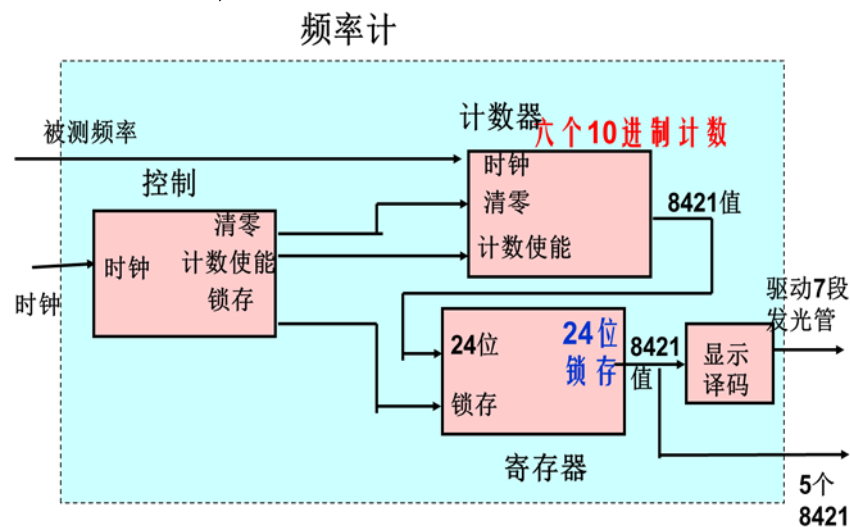 频率计
计数器
六个10进制计数
被测频率
时钟
控制
清零
8421值
清零
计数使能
时钟
计数使能
锁存
时钟
驱动7段
发光管
24位
24位
锁存
8421
值
显示
译码
锁存
寄存器
5个
8421